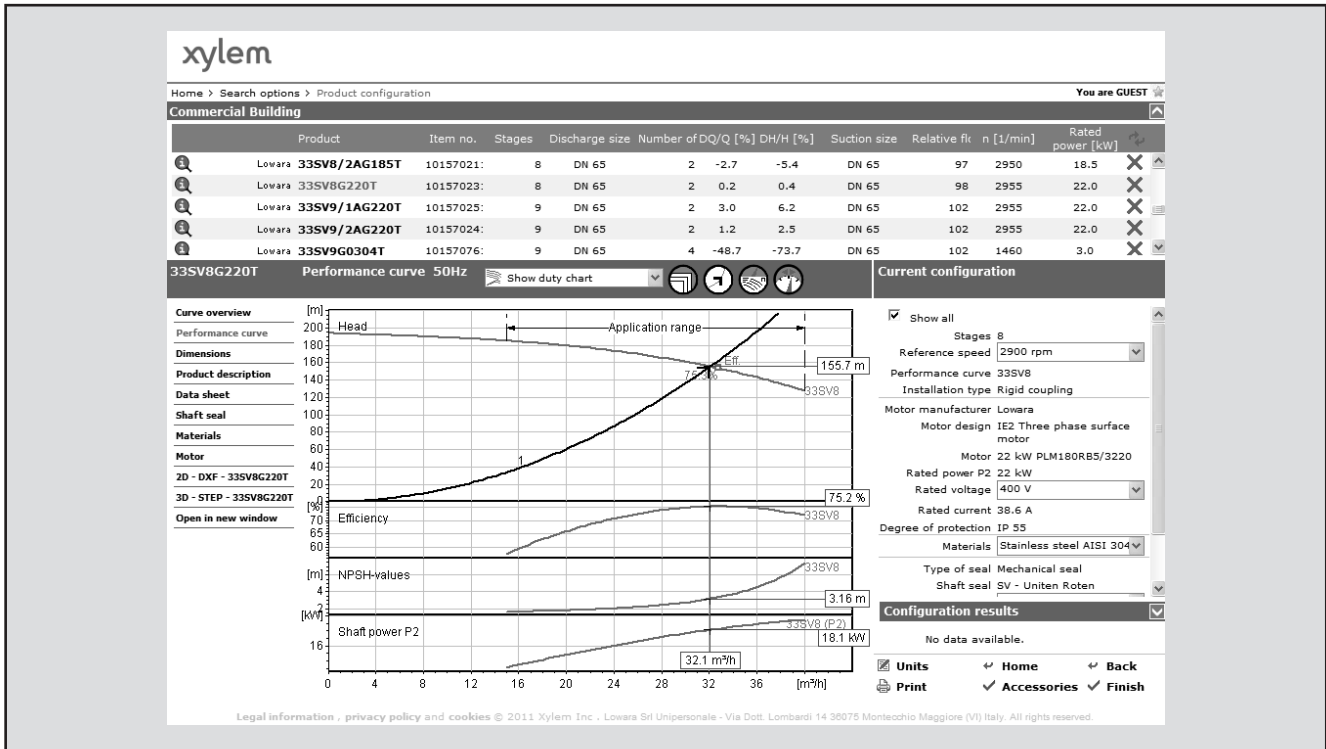 xylem
Home > Search options > Product configuration You are GUEST
Commercial Building
Product Item no. Stages Discharge size Number of DQ/Q [%] DH/H [%] Suction size Relative flo n [1/min] Rated power [kW]
Lowara 33SV8/2AG185T 10157021: 8 DN 65 2 -2.7 -5.4 DN 65 97 2950 18.5
Lowara 33SV8G220T 10157023: 8 DN 65 2 0.2 0.4 DN 65 98 2955 22.0
Lowara 33SV9/1AG220T 10157025: 9 DN 65 2 3.0 6.2 DN 65 102 2955 22.0
Lowara 33SV9/2AG220T 10157024: 9 DN 65 2 1.2 2.5 DN 65 102 2955 22.0
Lowara 33SV9G0304T 10157076: 9 DN 65 4 -48.7 -73.7 DN 65 102 1460 3.0
33SV8G220T Performance curve 50Hz Show duty chart
Curve overview
Performance curve
Dimensions
Product description
Data sheet
Shaft seal
Materials
Motor
2D - DXF - 33SV8G220T
3D - STEP - 33SV8G220T
Open in new window
[m]
200
180
160
140
120
100
80
60
40
20
0
Head
Application range
Eff.
155.7 m
33SV8
1
[%]
70
65
60
Efficiency
75.2 %
33SV8
[m]
4
2
NPSH-values
33SV8
3.16 m
[kW]
16
Shaft power P2
33SV8 (P2)
18.1 kW
32.1 m³/h
0 4 8 12 16 20 24 28 32 36 [m³/h]
Current configuration
Show all
Stages 8
Reference speed 2900 rpm
Performance curve 33SV8
Installation type Rigid coupling
Motor manufacturer Lowara
Motor design IE2 Three phase surface
motor
Motor 22 kW PLM180RB5/3220
Rated power P2 22 kW
Rated voltage 400 V
Rated current 38.6 A
Degree of protection IP 55
Materials Stainless steel AISI 304
Type of seal Mechanical seal
Shaft seal SV - Uniten Roten
Configuration results
No data available.
Units Home Back
Print Accessories Finish
Legal information , privacy policy and cookies © 2011 Xylem Inc . Lowara Srl Unipersonale - Via Dott. Lombardi 14 36075 Montecchio Maggiore (VI) Italy. All rights reserved.